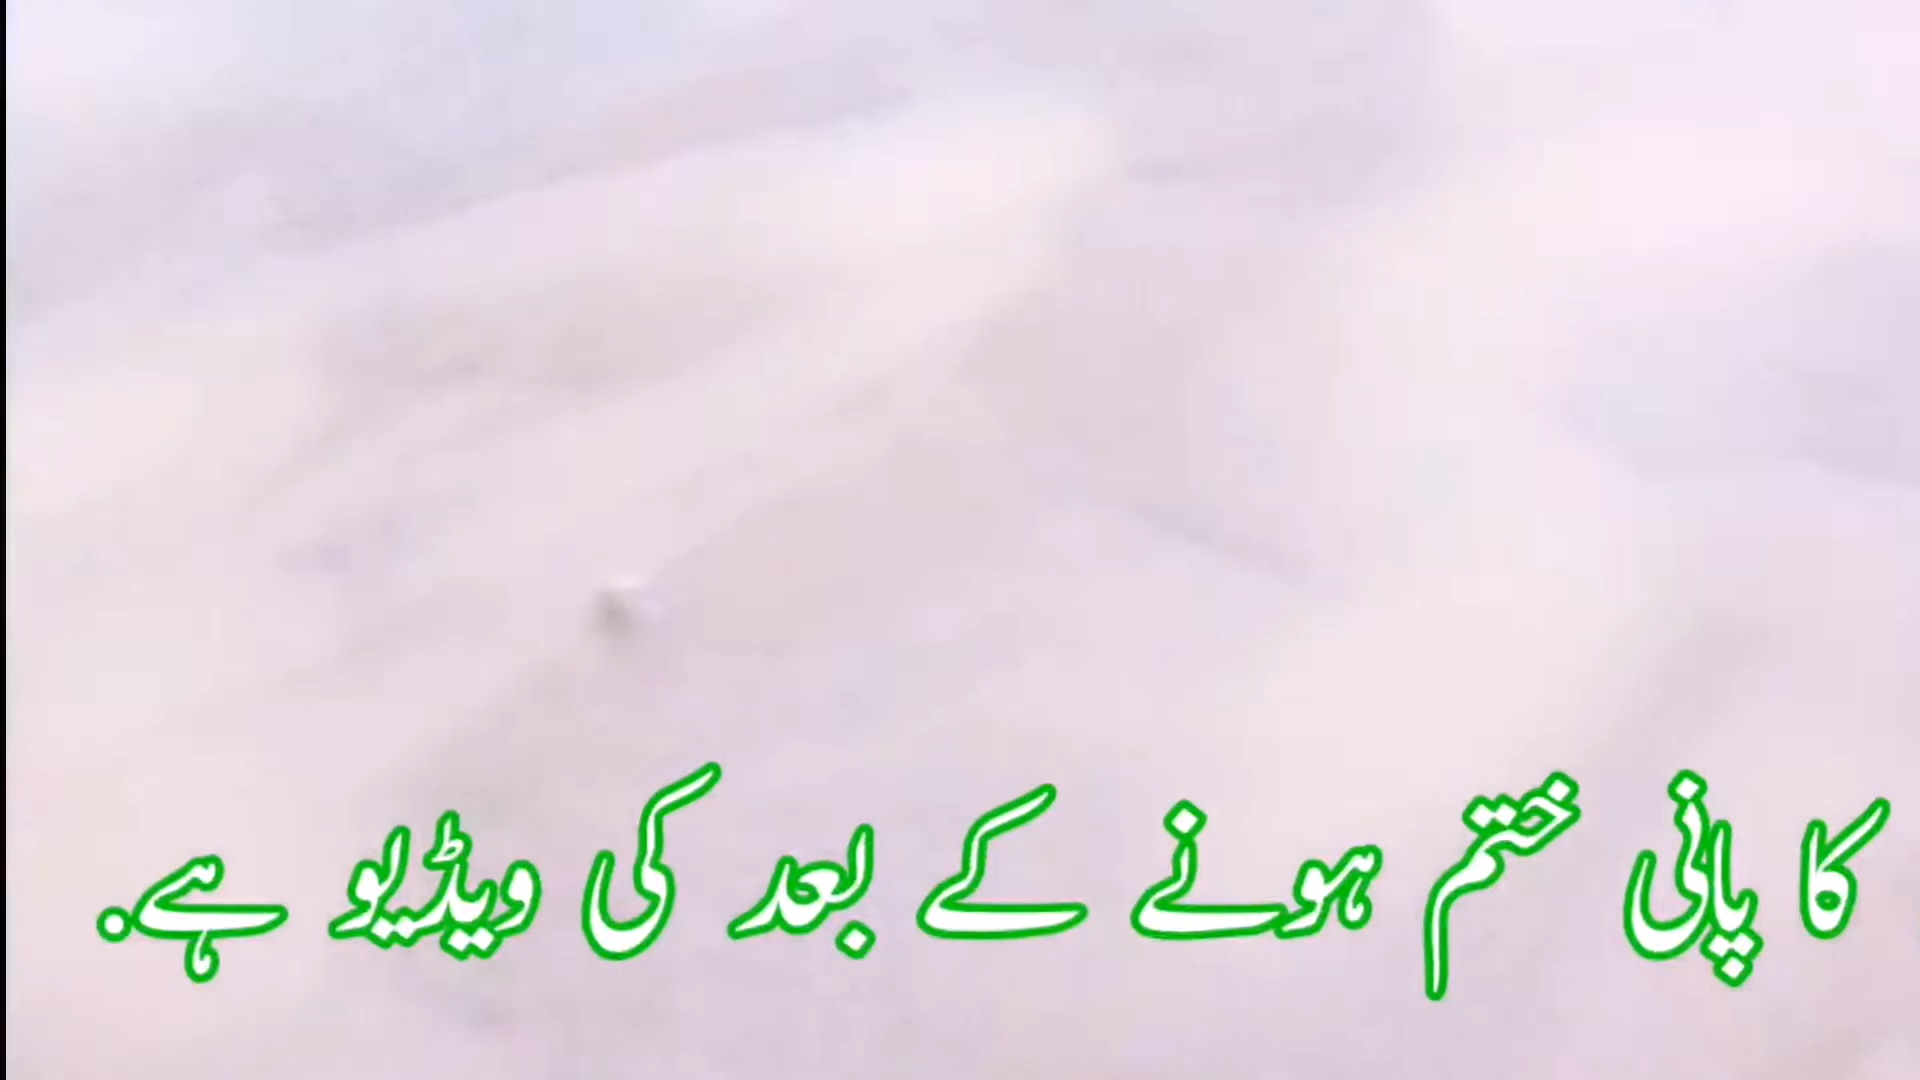 کا پانی ختم ہونے کے بعد کی ویڈیو ہے.